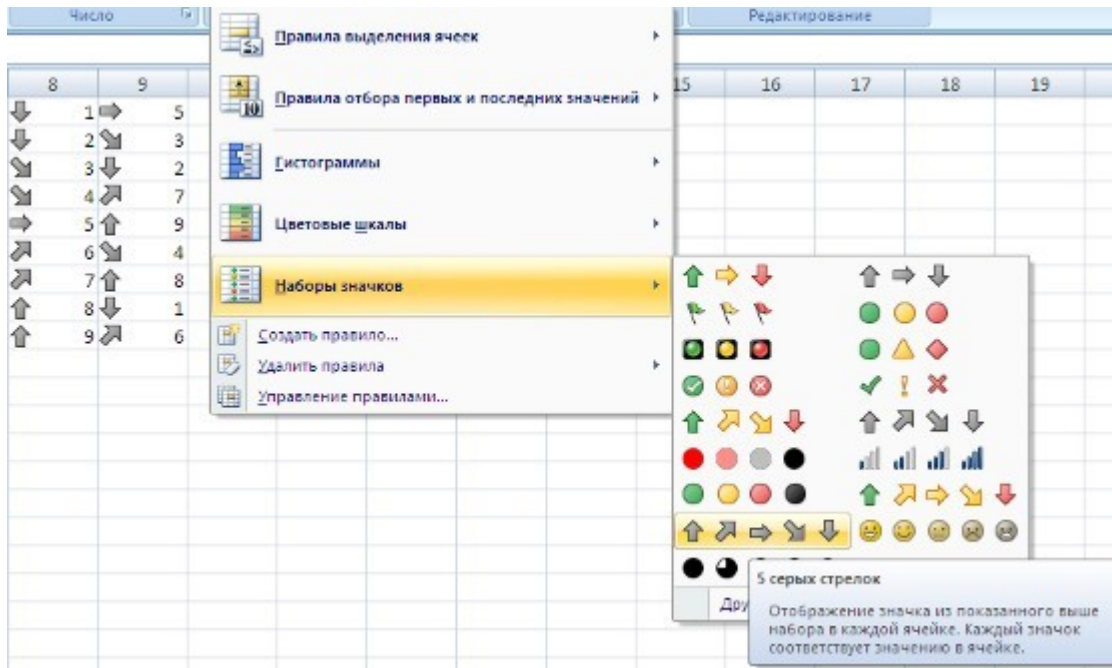 Число
Редактирование
Правила выделения ячеек
Правила отбора первых и последних значений
Гистограммы
Цветовые шкалы
Наборы значков
Создать правило...
Удалить правила
Управление правилами...
8 9 15 16 17 18 19
1 5
2 3
3 2
4 7
5 9
6 4
7 8
8 1
9 6
10
5 серых стрелок
Отображение значка из показанного выше
набора в каждой ячейке. Каждый значок
соответствует значению в ячейке.